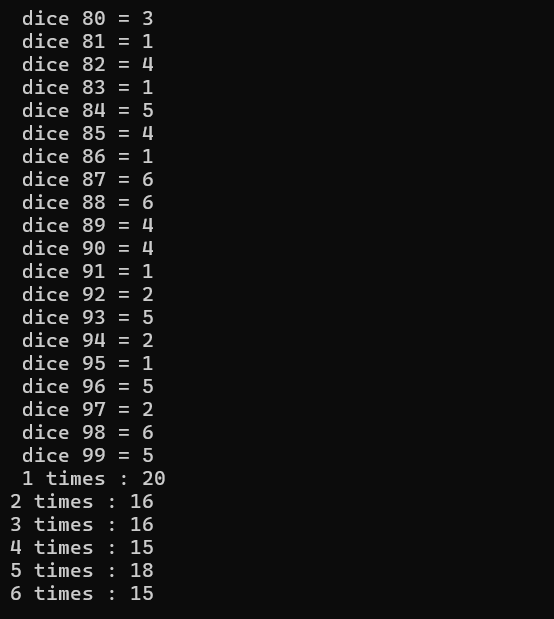 dice 80 = 3
dice 81 = 1
dice 82 = 4
dice 83 = 1
dice 84 = 5
dice 85 = 4
dice 86 = 1
dice 87 = 6
dice 88 = 6
dice 89 = 4
dice 90 = 4
dice 91 = 1
dice 92 = 2
dice 93 = 5
dice 94 = 2
dice 95 = 1
dice 96 = 5
dice 97 = 2
dice 98 = 6
dice 99 = 5
1 times : 20
2 times : 16
3 times : 16
4 times : 15
5 times : 18
6 times : 15